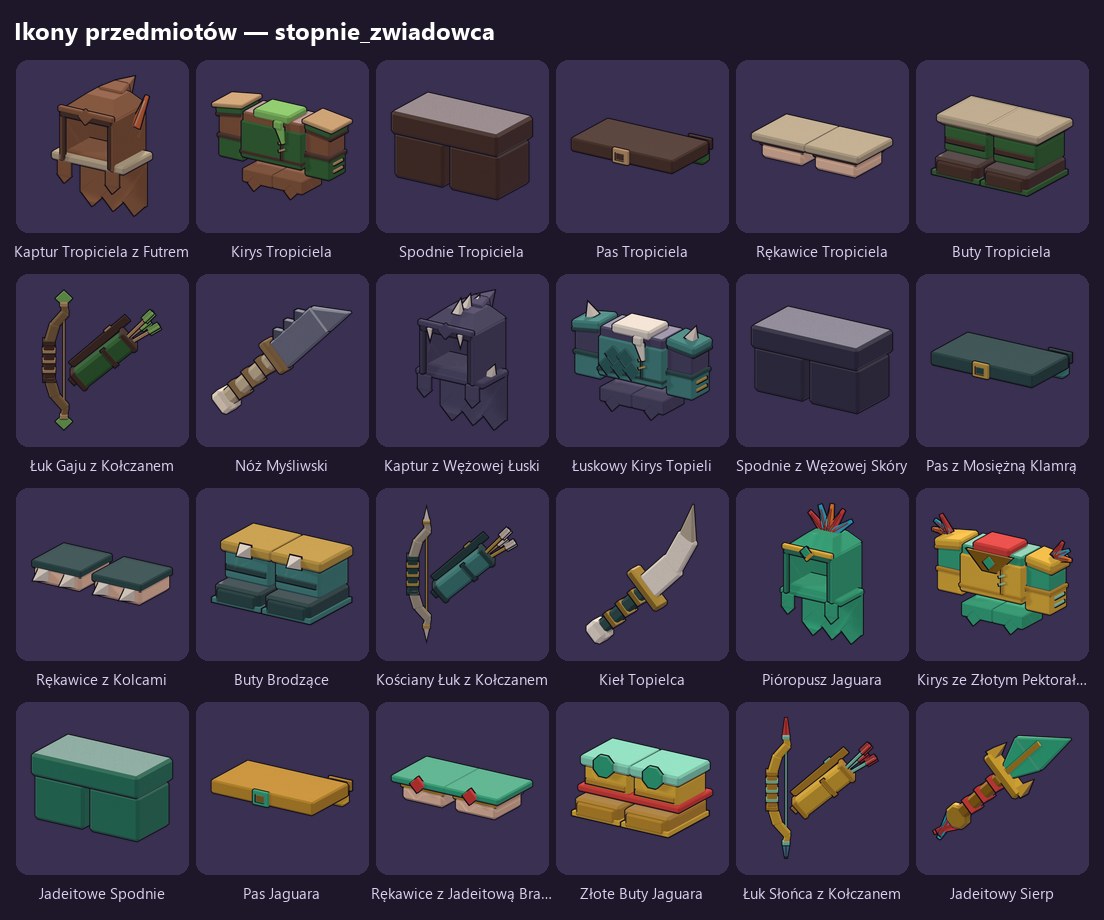 Ikony przedmiotów — stopnie_zwiadowca
Kaptur Tropiciela z Futrem
Kirys Tropiciela
Spodnie Tropiciela
Pas Tropiciela
Rękawice Tropiciela
Buty Tropiciela
Łuk Gaju z Kołczanem
Nóż Myśliwski
Kaptur z Wężowej Łuski
Łuskowy Kirys Topieli
Spodnie z Wężowej Skóry
Pas z Mosiężną Klamrą
Rękawice z Kolcami
Buty Brodzące
Kościany Łuk z Kołczanem
Kieł Topielca
Pióropusz Jaguara
Kirys ze Złotym Pektorał...
Jadeitowe Spodnie
Pas Jaguara
Rękawice z Jadeitową Bra...
Złote Buty Jaguara
Łuk Słońca z Kołczanem
Jadeitowy Sierp